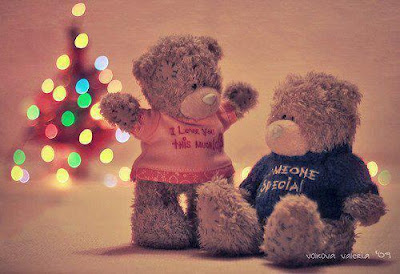 I Love You
THIS MUCH!
SOMEONE
SPECIAL
VOLKOVA VALERIA '09